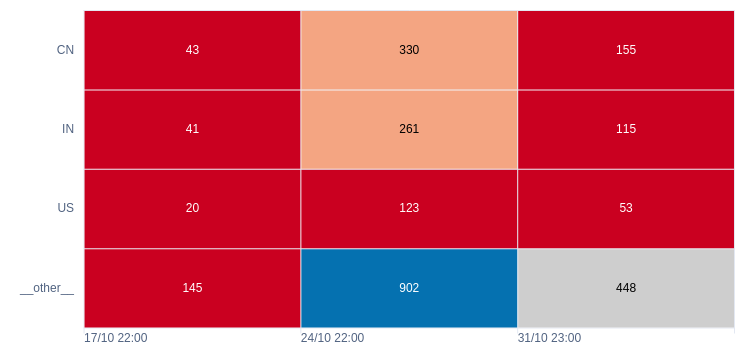 CN 43 330 155
IN 41 261 115
US 20 123 53
__other__ 145 902 448
17/10 22:00 24/10 22:00 31/10 23:00